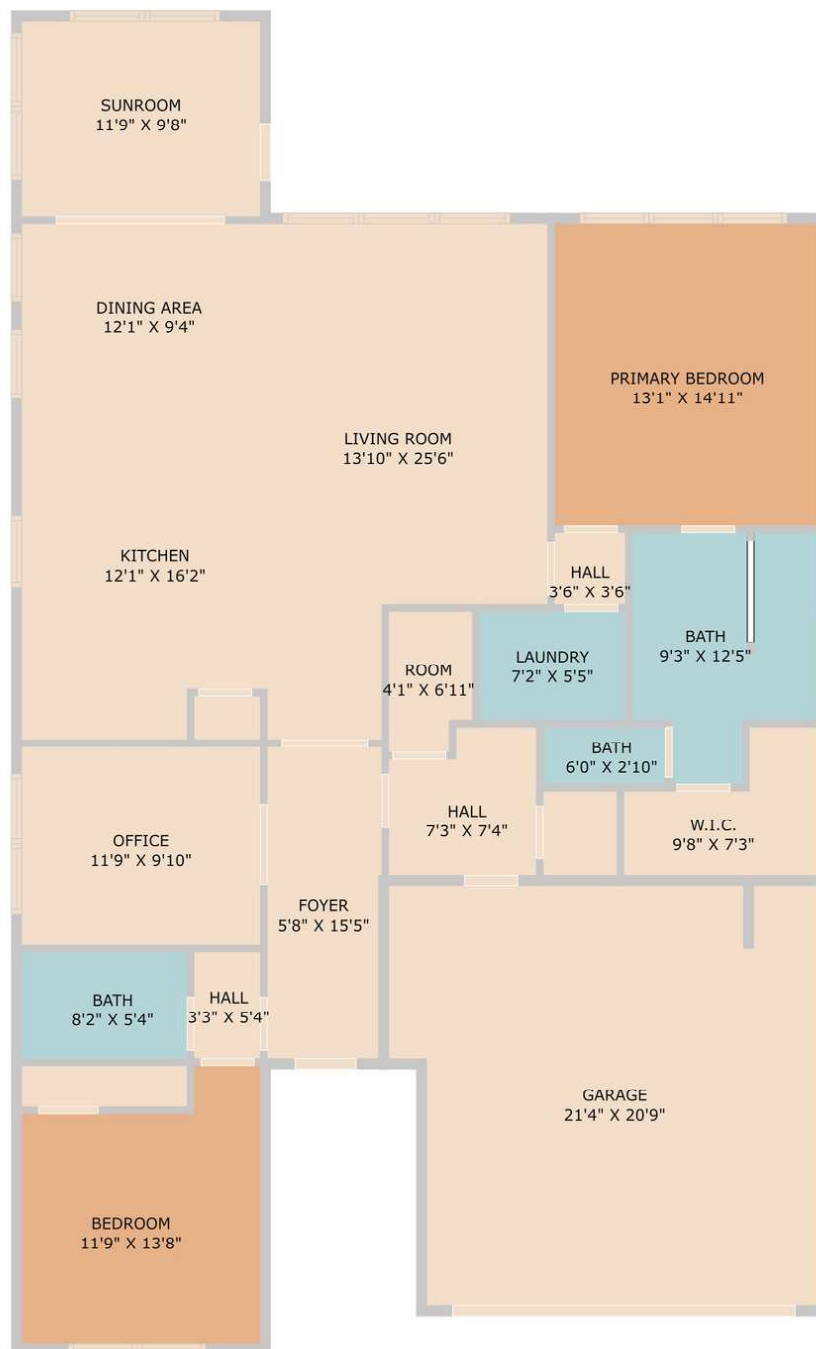 SUNROOM
11'9" X 9'8"
DINING AREA
12'1" X 9'4"
PRIMARY BEDROOM
13'1" X 14'11"
LIVING ROOM
13'10" X 25'6"
KITCHEN
12'1" X 16'2"
HALL
3'6" X 3'6"
BATH
9'3" X 12'5"
LAUNDRY
7'2" X 5'5"
ROOM
4'1" X 6'11"
BATH
6'0" X 2'10"
HALL
7'3" X 7'4"
W.I.C.
9'8" X 7'3"
OFFICE
11'9" X 9'10"
FOYER
5'8" X 15'5"
BATH
8'2" X 5'4"
HALL
3'3" X 5'4"
GARAGE
21'4" X 20'9"
BEDROOM
11'9" X 13'8"